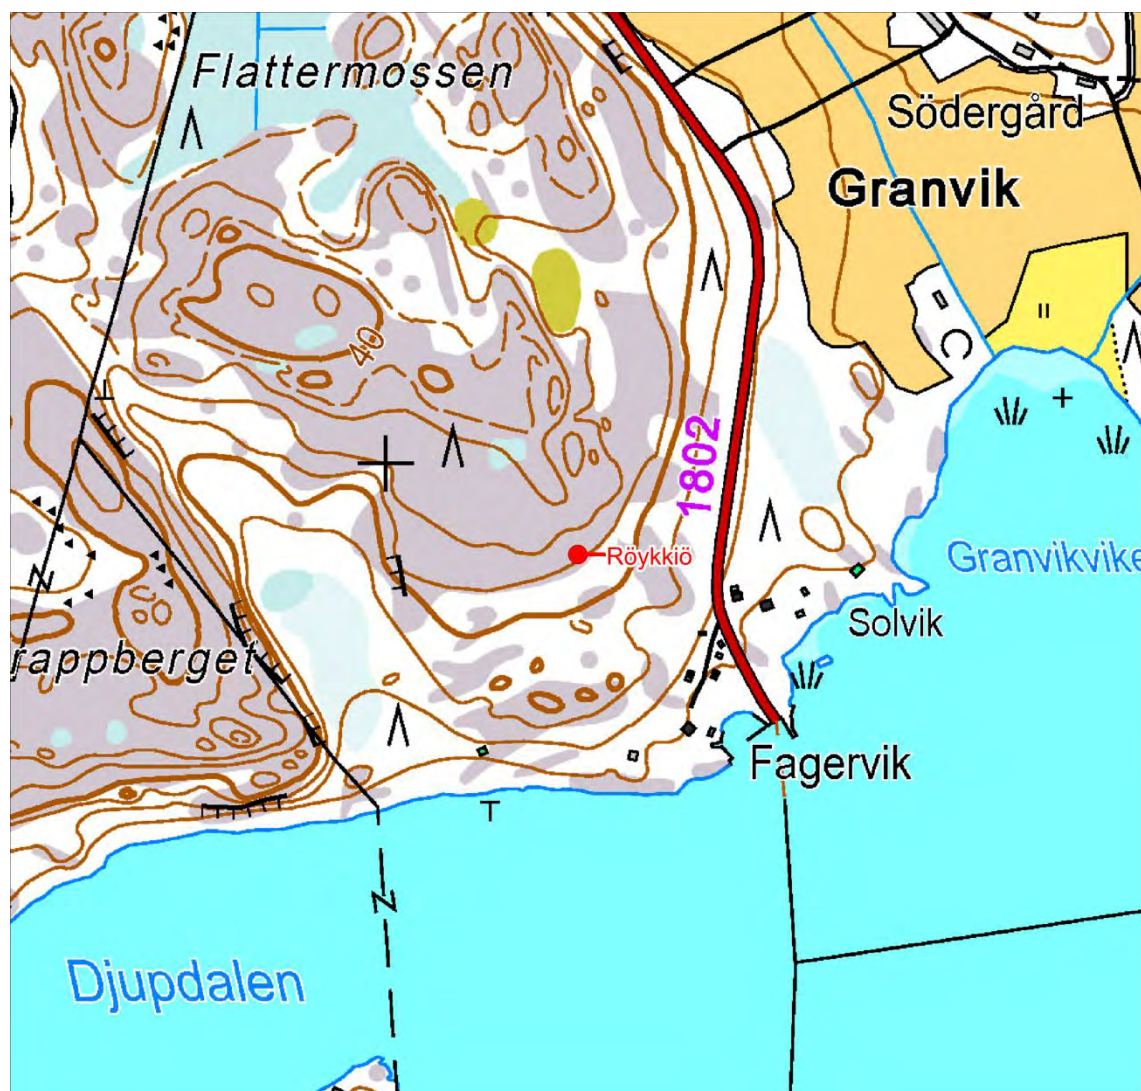 Flattermossen
Södergård
Granvik
40
1802
Röykkiö
Granvikvike
Solvik
rappberget
Fagervik
Djupdalen